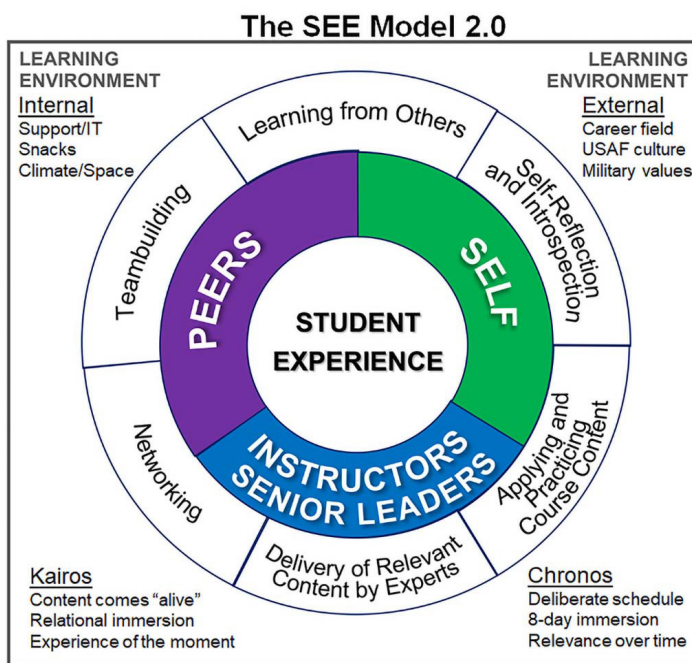 The SEE Model 2.0
LEARNING
ENVIRONMENT
Internal
Support/IT
Snacks
Climate/Space
LEARNING
ENVIRONMENT
External
Career field
USAF culture
Military values
Learning from Others
Self-Reflection
and Introspection
Applying and
Practicing
Course Content
Delivery of Relevant
Content by Experts
Networking
Teambuilding
PEERS
SELF
INSTRUCTORS
SENIOR LEADERS
STUDENT
EXPERIENCE
Kairos
Content comes “alive”
Relational immersion
Experience of the moment
Chronos
Deliberate schedule
8-day immersion
Relevance over time